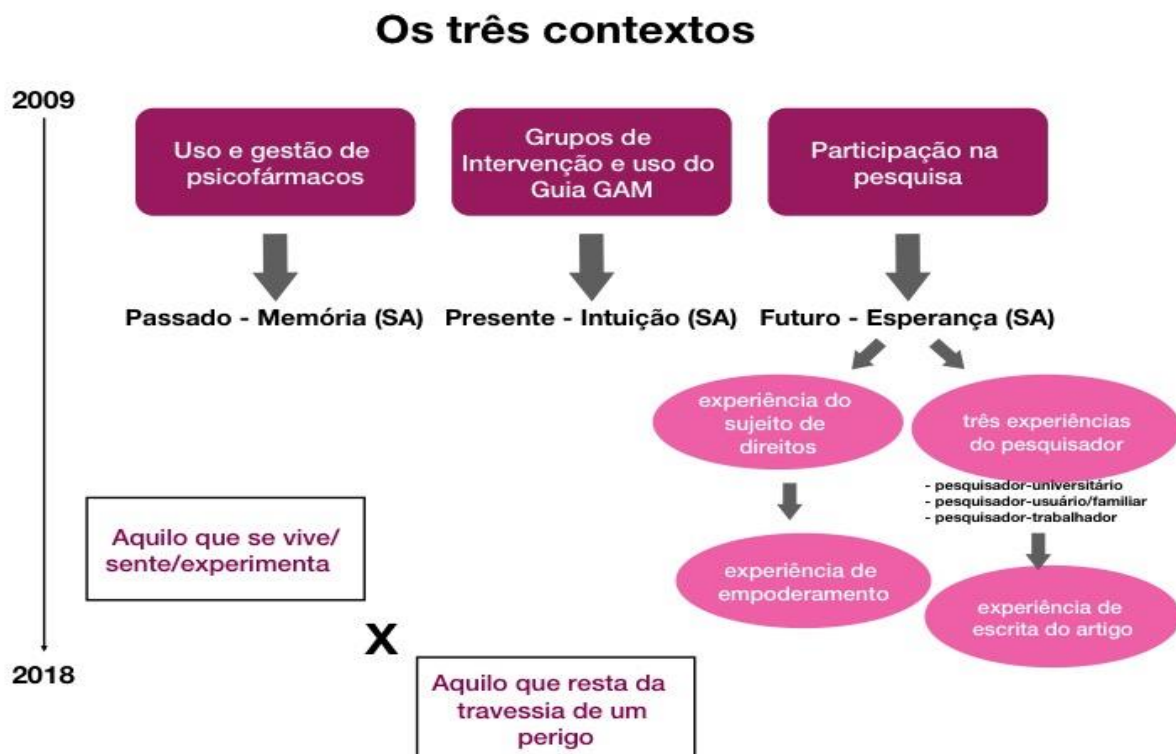 Os três contextos
2009
Uso e gestão de
psicofármacos
Grupos de
Intervenção e uso do
Guia GAM
Participação na
pesquisa
Passado - Memória (SA)
Presente - Intuição (SA)
Futuro - Esperança (SA)
experiência do
sujeito de
direitos
três experiências
do pesquisador
- pesquisador-universitário
- pesquisador-usuário/familiar
- pesquisador-trabalhador
Aquilo que se vive/
sente/experimenta
experiência de
empoderamento
experiência de
escrita do artigo
X
2018
Aquilo que resta da
travessia de um
perigo